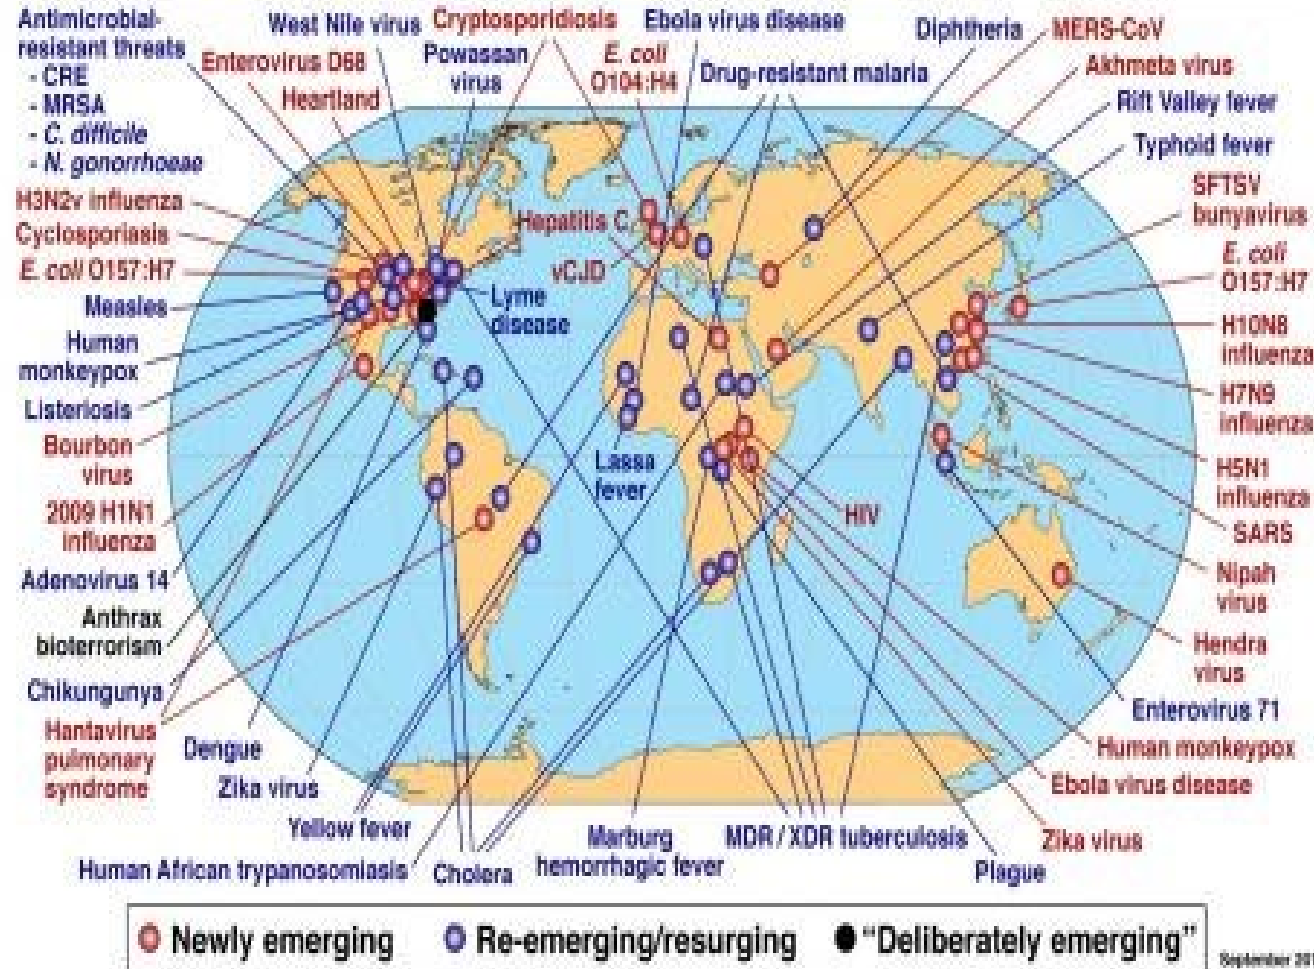 Antimicrobial-
resistant threats
- CRE
- MRSA
- C. difficile
- N. gonorrhoeae
West Nile virus
Enterovirus D68
Heartland
Cryptosporidiosis
Powassan
virus
E. coli
O104:H4
Ebola virus disease
Drug-resistant malaria
Diphtheria
MERS-CoV
Akhmeta virus
Rift Valley fever
Typhoid fever
SFTSV
bunyavirus
E. coli
O157:H7
H10N8
influenza
H7N9
influenza
H5N1
influenza
SARS
Nipah
virus
Hendra
virus
Enterovirus 71
Human monkeypox
Ebola virus disease
Zika virus
Plague
MDR / XDR tuberculosis
Marburg
hemorrhagic fever
Cholera
Human African trypanosomiasis
Yellow fever
Zika virus
Dengue
Hantavirus
pulmonary
syndrome
Chikungunya
Anthrax
bioterrorism
Adenovirus 14
2009 H1N1
influenza
Bourbon
virus
Listeriosis
Human
monkeypox
Measles
E. coli O157:H7
Cyclosporiasis
H3N2v influenza
Hepatitis C
vCJD
Lyme
disease
Lassa
fever
HIV
Newly emerging
Re-emerging/resurging
"Deliberately emerging"
September